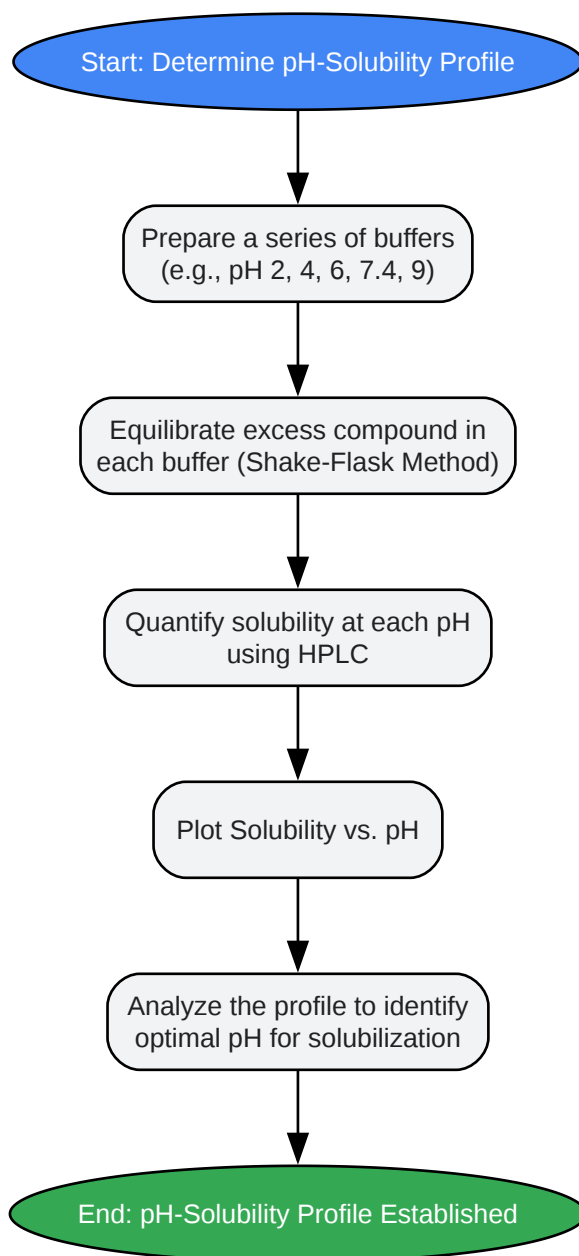 Start: Determine pH-Solubility Profile
Prepare a series of buffers
(e.g., pH 2, 4, 6, 7.4, 9)
Equilibrate excess compound in
each buffer (Shake-Flask Method)
Quantify solubility at each pH
using HPLC
Plot Solubility vs. pH
Analyze the profile to identify
optimal pH for solubilization
End: pH-Solubility Profile Established